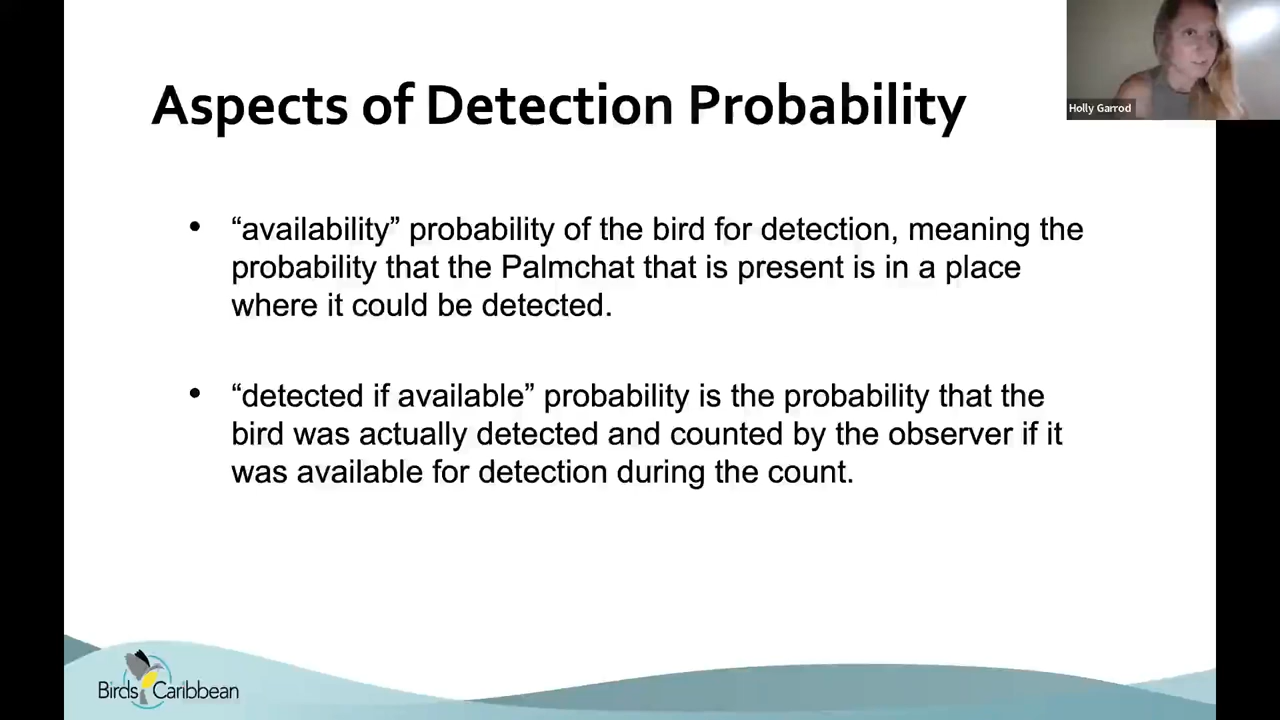 Aspects of Detection Probability
Holly Garrod
• “availability” probability of the bird for detection, meaning the
probability that the Palmchat that is present is in a place
where it could be detected.
• “detected if available” probability is the probability that the
bird was actually detected and counted by the observer if it
was available for detection during the count.
BirdsCaribbean